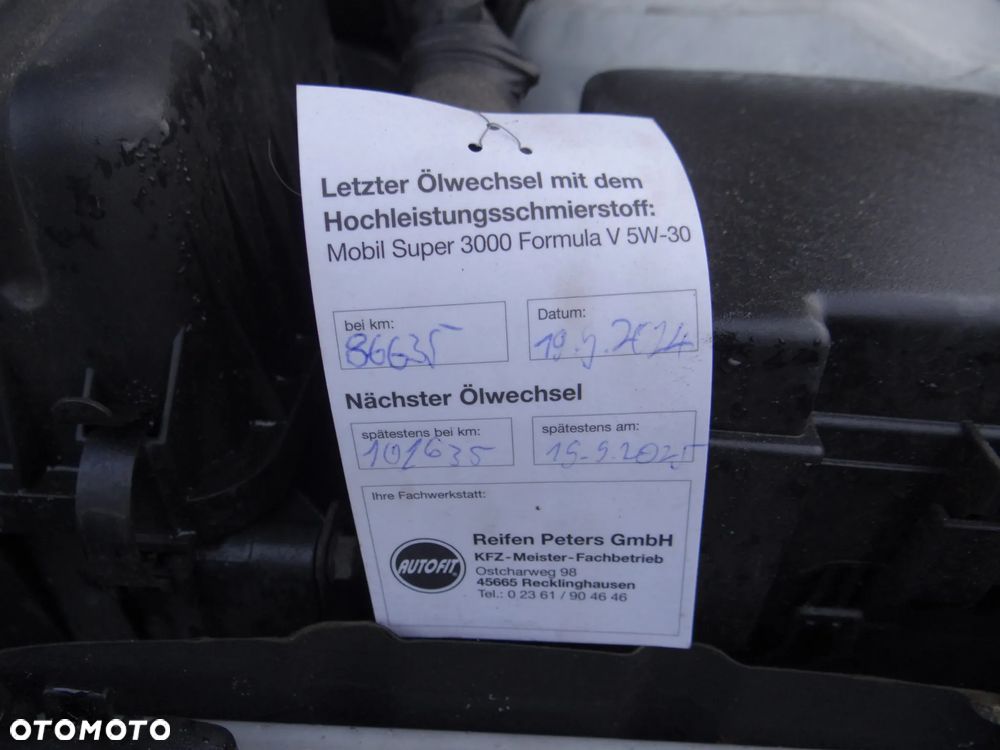 Letzter Ölwechsel mit dem
Hochleistungsschmierstoff:
Mobil Super 3000 Formula V 5W-30
bei km:
86635
Datum:
19.9.2024
Nächster Ölwechsel
spätestens bei km:
101635
spätestens am:
19.9.2025
Ihre Fachwerkstatt:
AUTOFIT
Reifen Peters GmbH
KFZ-Meister-Fachbetrieb
Ostcharweg 98
45665 Recklinghausen
Tel.: 0 23 61 / 90 46 46
OTOMOTO